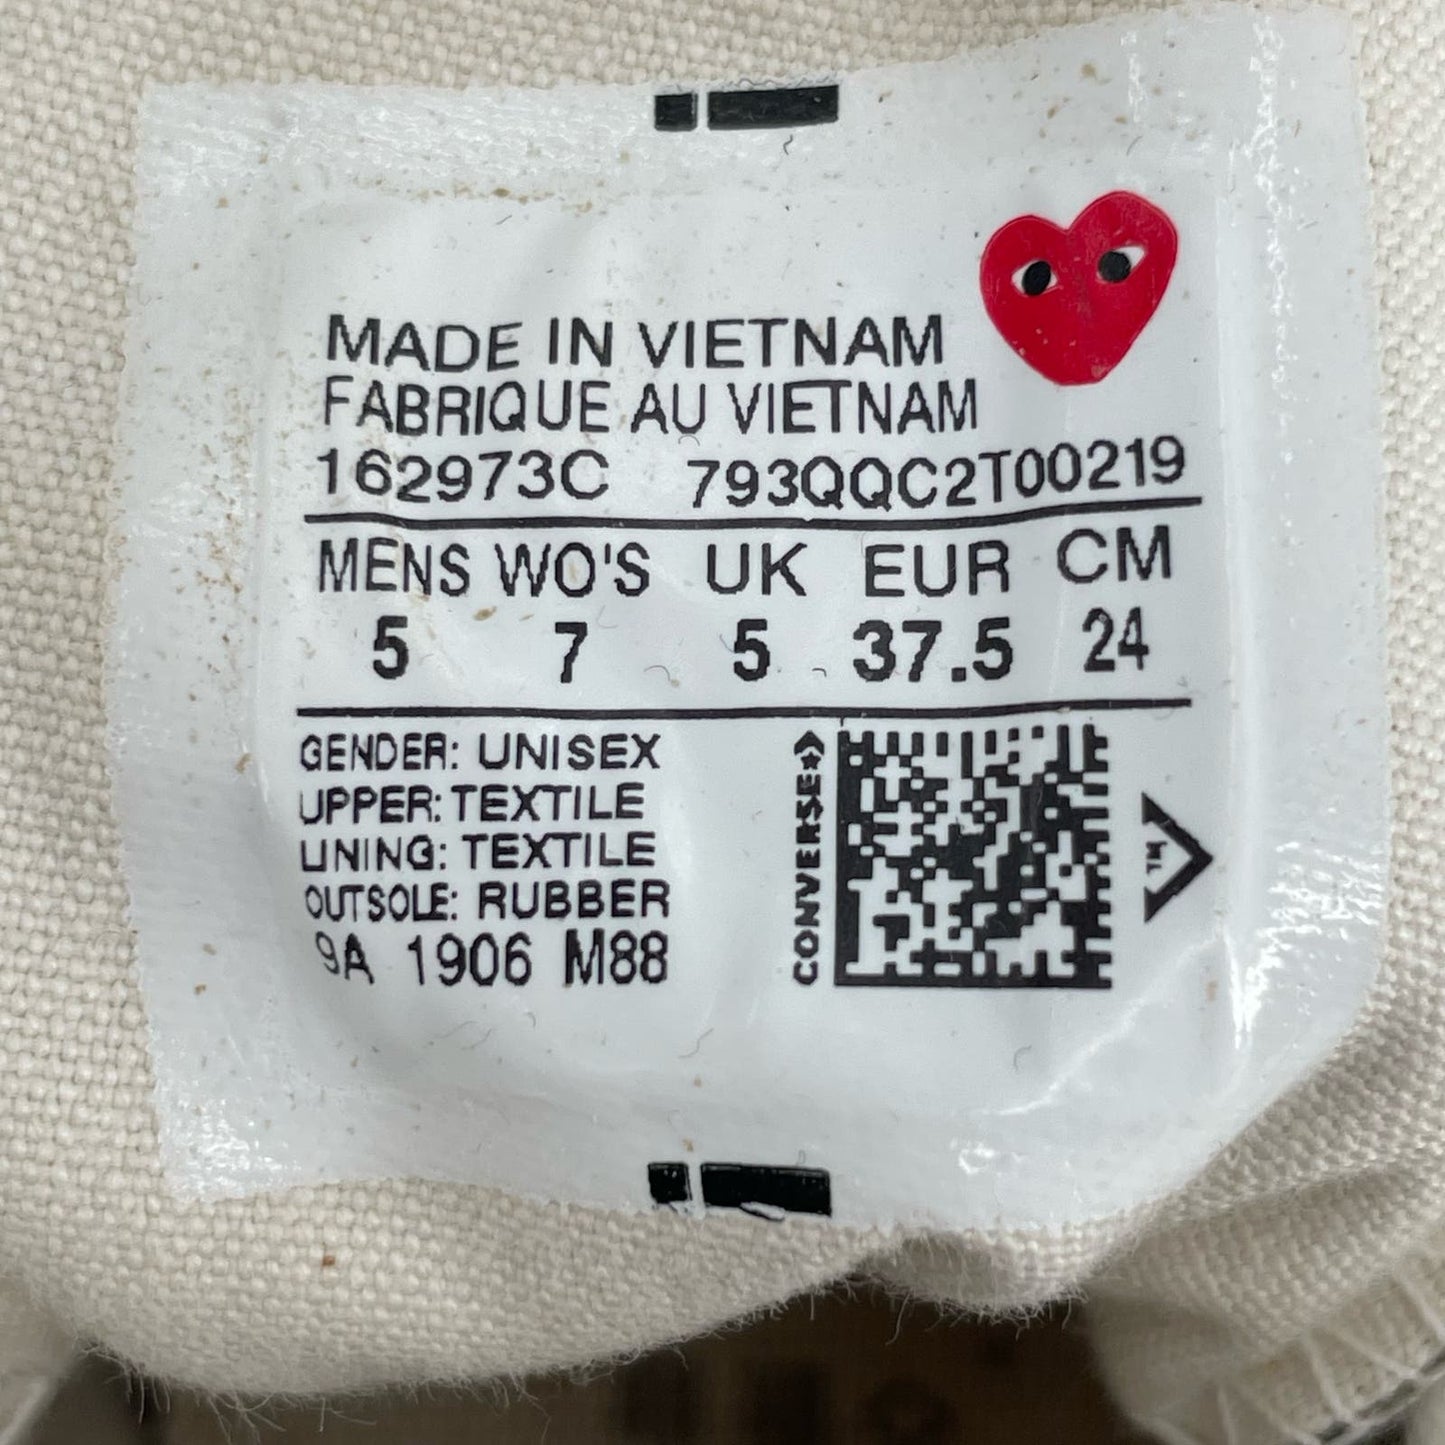 MADE IN VIETNAM
FABRIQUE AU VIETNAM
162973C 793QQC2T00219
MENS WO'S UK EUR CM
5 7 5 37.5 24
GENDER: UNISEX
UPPER: TEXTILE
LINING: TEXTILE
OUTSOLE: RUBBER
9A 1906 M88
CONVERSE
TM